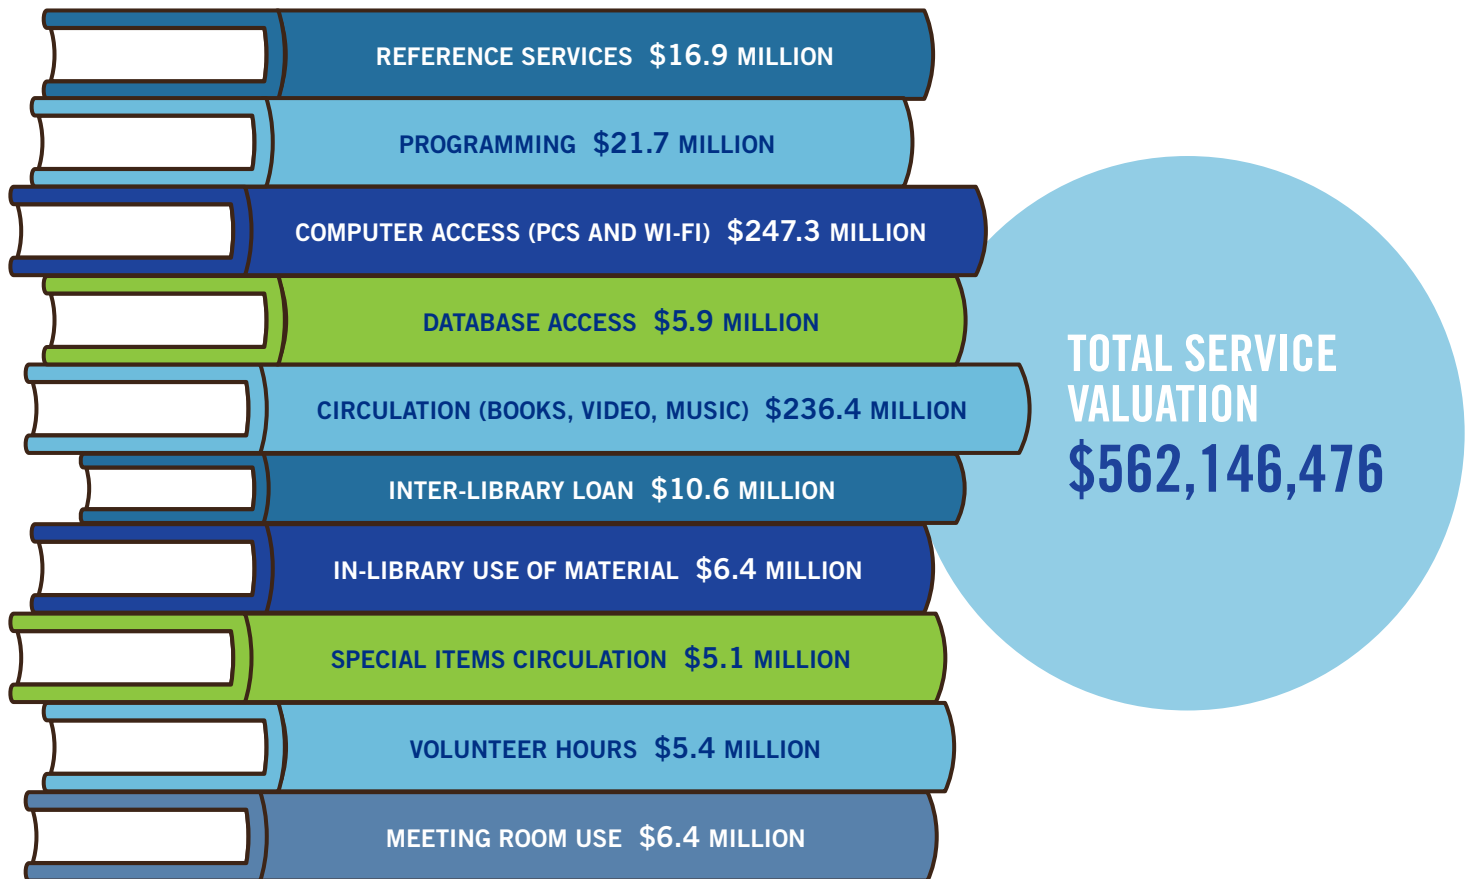 REFERENCE SERVICES $16.9 MILLION
PROGRAMMING $21.7 MILLION
COMPUTER ACCESS (PCS AND WI-FI) $247.3 MILLION
DATABASE ACCESS $5.9 MILLION
CIRCULATION (BOOKS, VIDEO, MUSIC) $236.4 MILLION
INTER-LIBRARY LOAN $10.6 MILLION
IN-LIBRARY USE OF MATERIAL $6.4 MILLION
SPECIAL ITEMS CIRCULATION $5.1 MILLION
VOLUNTEER HOURS $5.4 MILLION
MEETING ROOM USE $6.4 MILLION
TOTAL SERVICE
VALUATION
$562,146,476